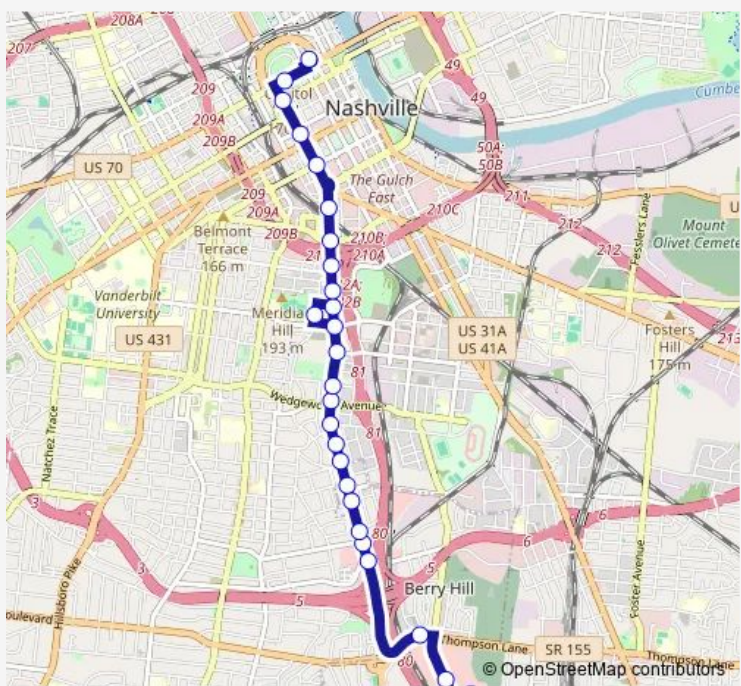 208A
207
209
49
Cumbe
209A
49
Nashville
209B
50A;
50B
US 70
The Gulch
East
211
209
210C
212
209A
209B
Belmont
Terrace
166 m
210B;
210A
212
Fesslers Lane
Mount
Olivet Cemete
Vanderbilt
University
Meridia
Hill
193 m
2B
US 431
US 31A
US 41A
Fosters
Hill
175 m
213
81
Wedgewood Avenue
81
Natchez Trace
3
80
6
6
3
5
5
Berry Hill
Foster Avenue
Hillsboro Pike
oulevard
80
Thompson Lane
SR 155
Thompson Lane
© OpenStreetMap contributors